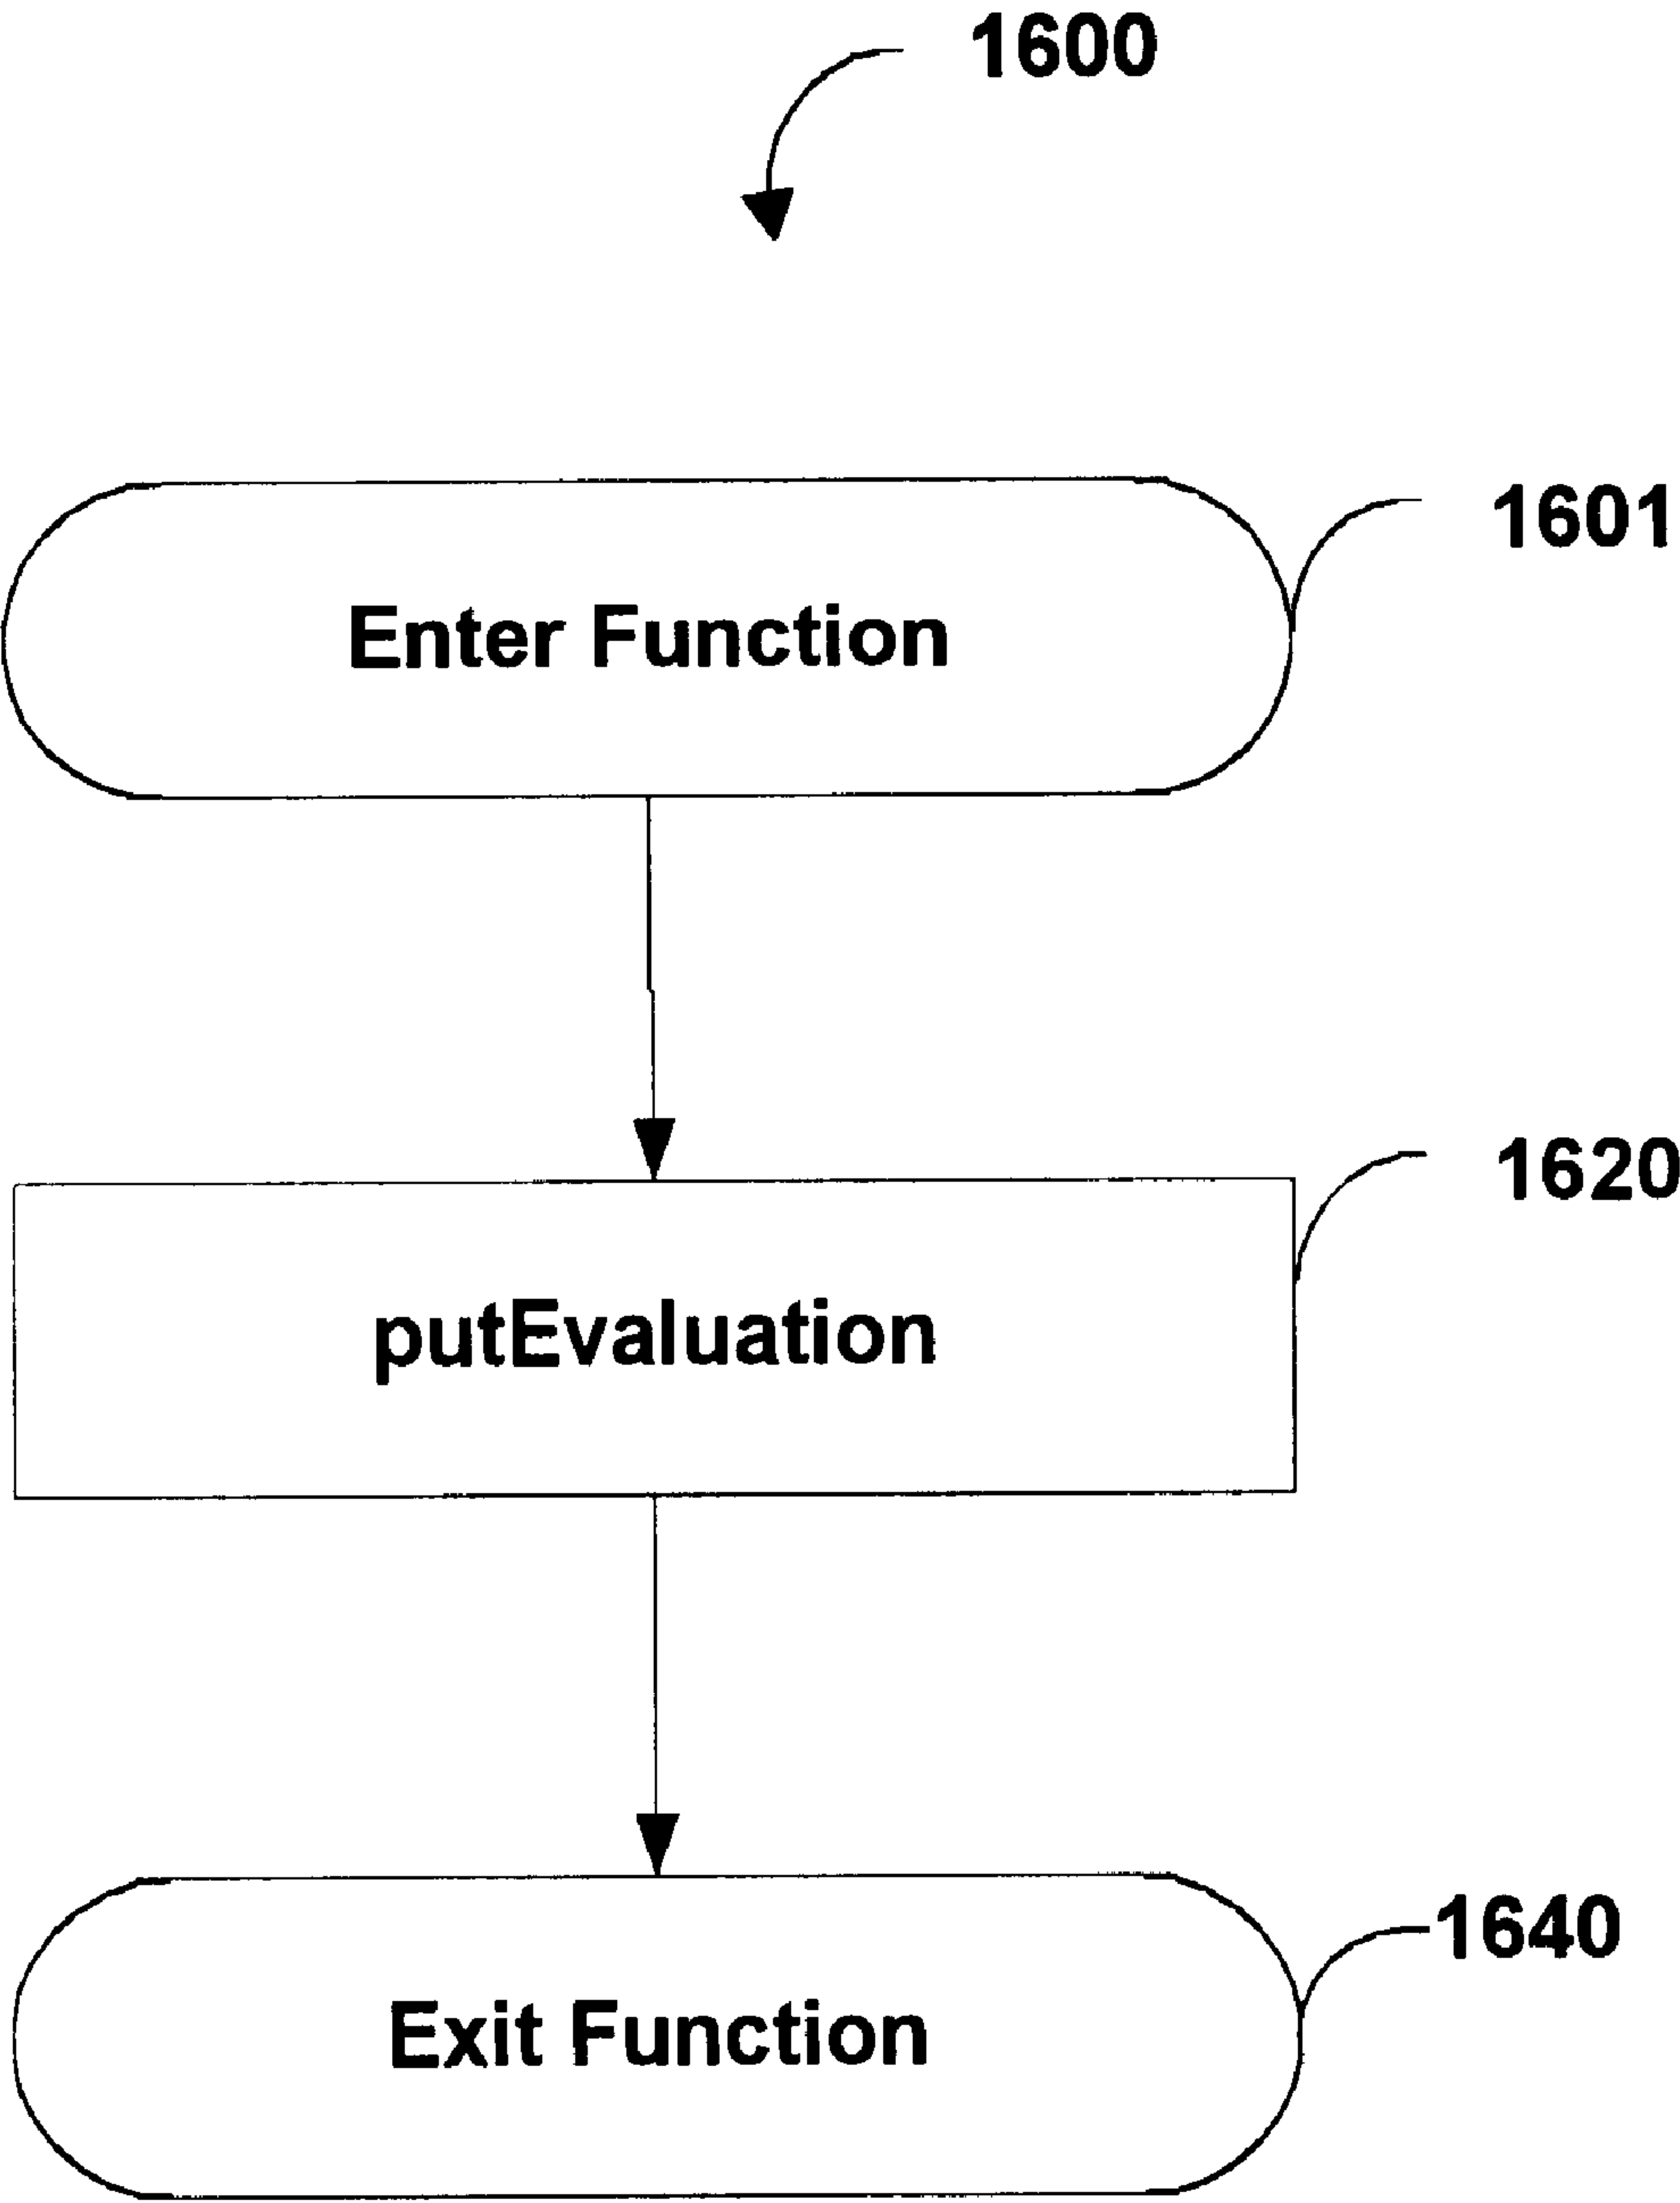 1600
1601
Enter Function
1620
putEvaluation
1640
Exit Function